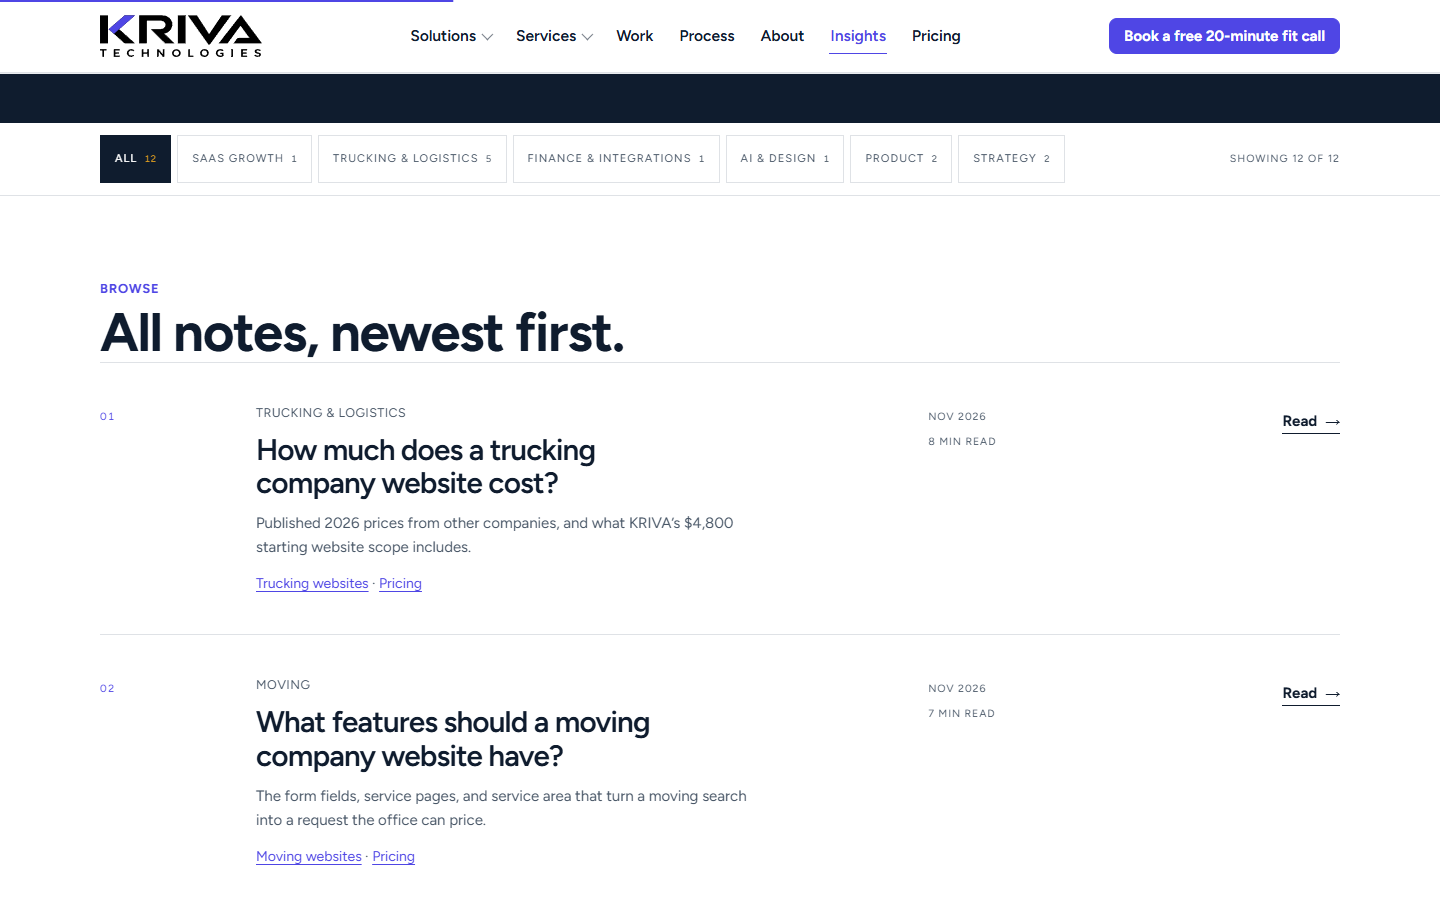 KRIVA
TECHNOLOGIES
Solutions Services Work Process About Insights Pricing
Book a free 20-minute fit call
ALL 12
SAAS GROWTH 1
TRUCKING & LOGISTICS 5
FINANCE & INTEGRATIONS 1
AI & DESIGN 1
PRODUCT 2
STRATEGY 2
SHOWING 12 OF 12
BROWSE
All notes, newest first.
01
TRUCKING & LOGISTICS
How much does a trucking
company website cost?
Published 2026 prices from other companies, and what KRIVA's $4,800
starting website scope includes.
Trucking websites · Pricing
NOV 2026
8 MIN READ
Read →
02
MOVING
What features should a moving
company website have?
The form fields, service pages, and service area that turn a moving search
into a request the office can price.
Moving websites · Pricing
NOV 2026
7 MIN READ
Read →